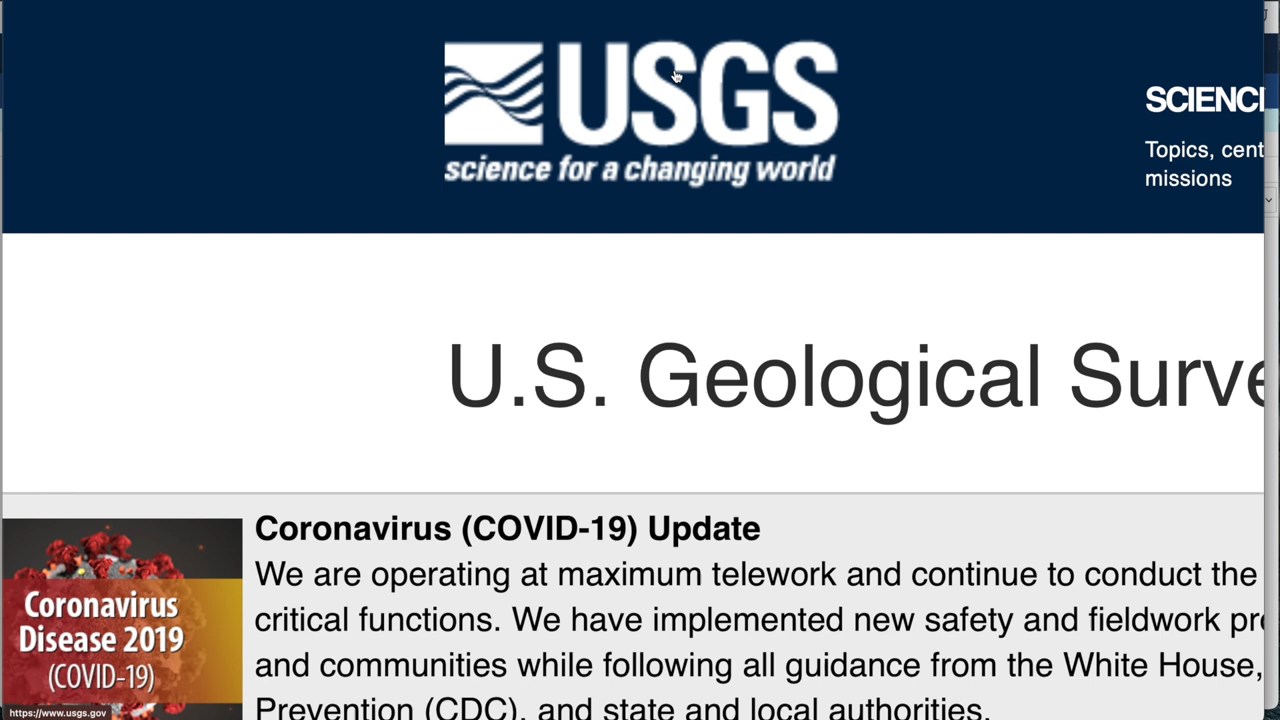 USGS
science for a changing world
SCIENC
Topics, cent
missions
U.S. Geological Surve
Coronavirus (COVID-19) Update
We are operating at maximum telework and continue to conduct the
critical functions. We have implemented new safety and fieldwork pr
and communities while following all guidance from the White House,
Prevention (CDC), and state and local authorities.
Coronavirus
Disease 2019
(COVID-19)
https://www.usgs.gov